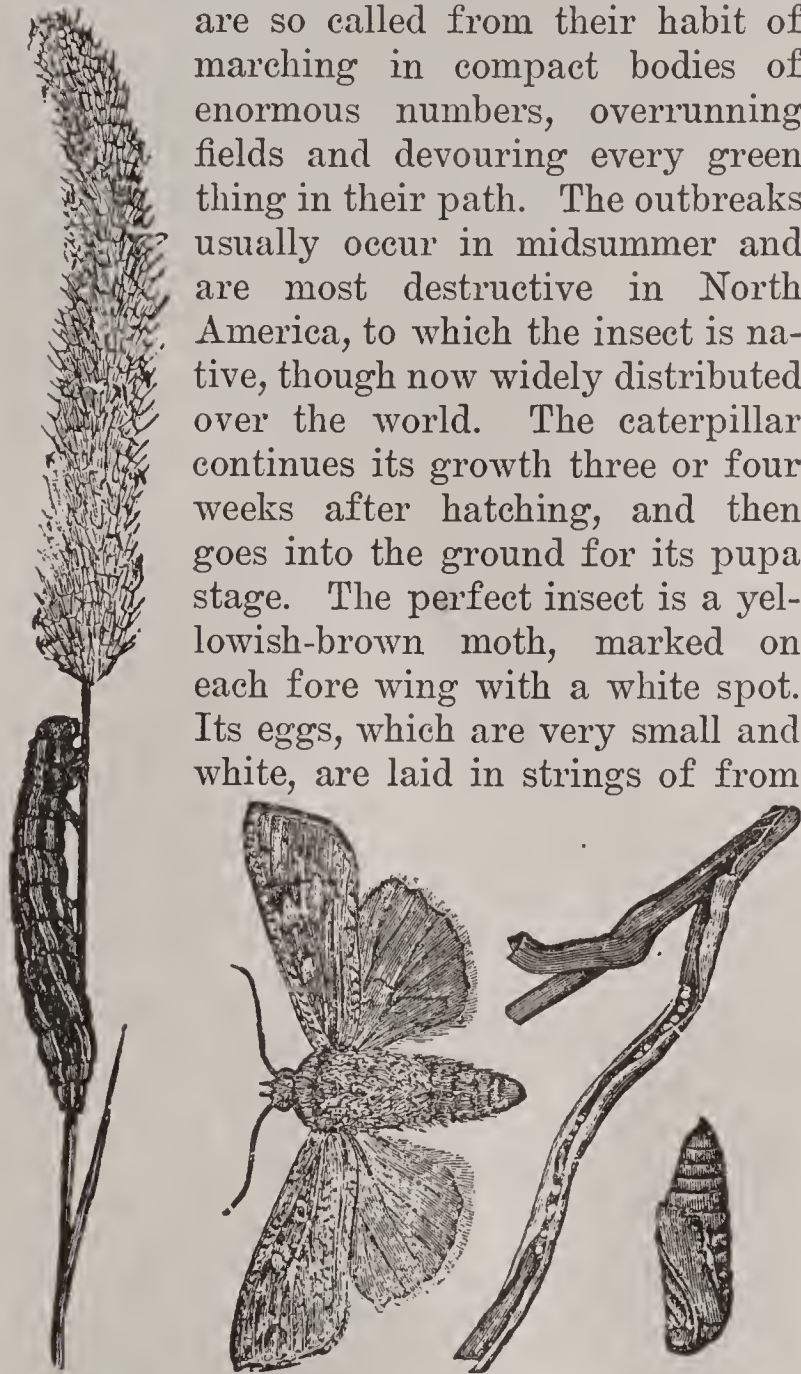 are so called from their habit of
marching in compact bodies of
enormous numbers, overrunning
fields and devouring every green
thing in their path. The outbreaks
usually occur in midsummer and
are most destructive in North
America, to which the insect is na-
tive, though now widely distributed
over the world. The caterpillar
continues its growth three or four
weeks after hatching, and then
goes into the ground for its pupa
stage. The perfect insect is a yel-
lowish-brown moth, marked on
each fore wing with a white spot.
Its eggs, which are very small and
white, are laid in strings of from